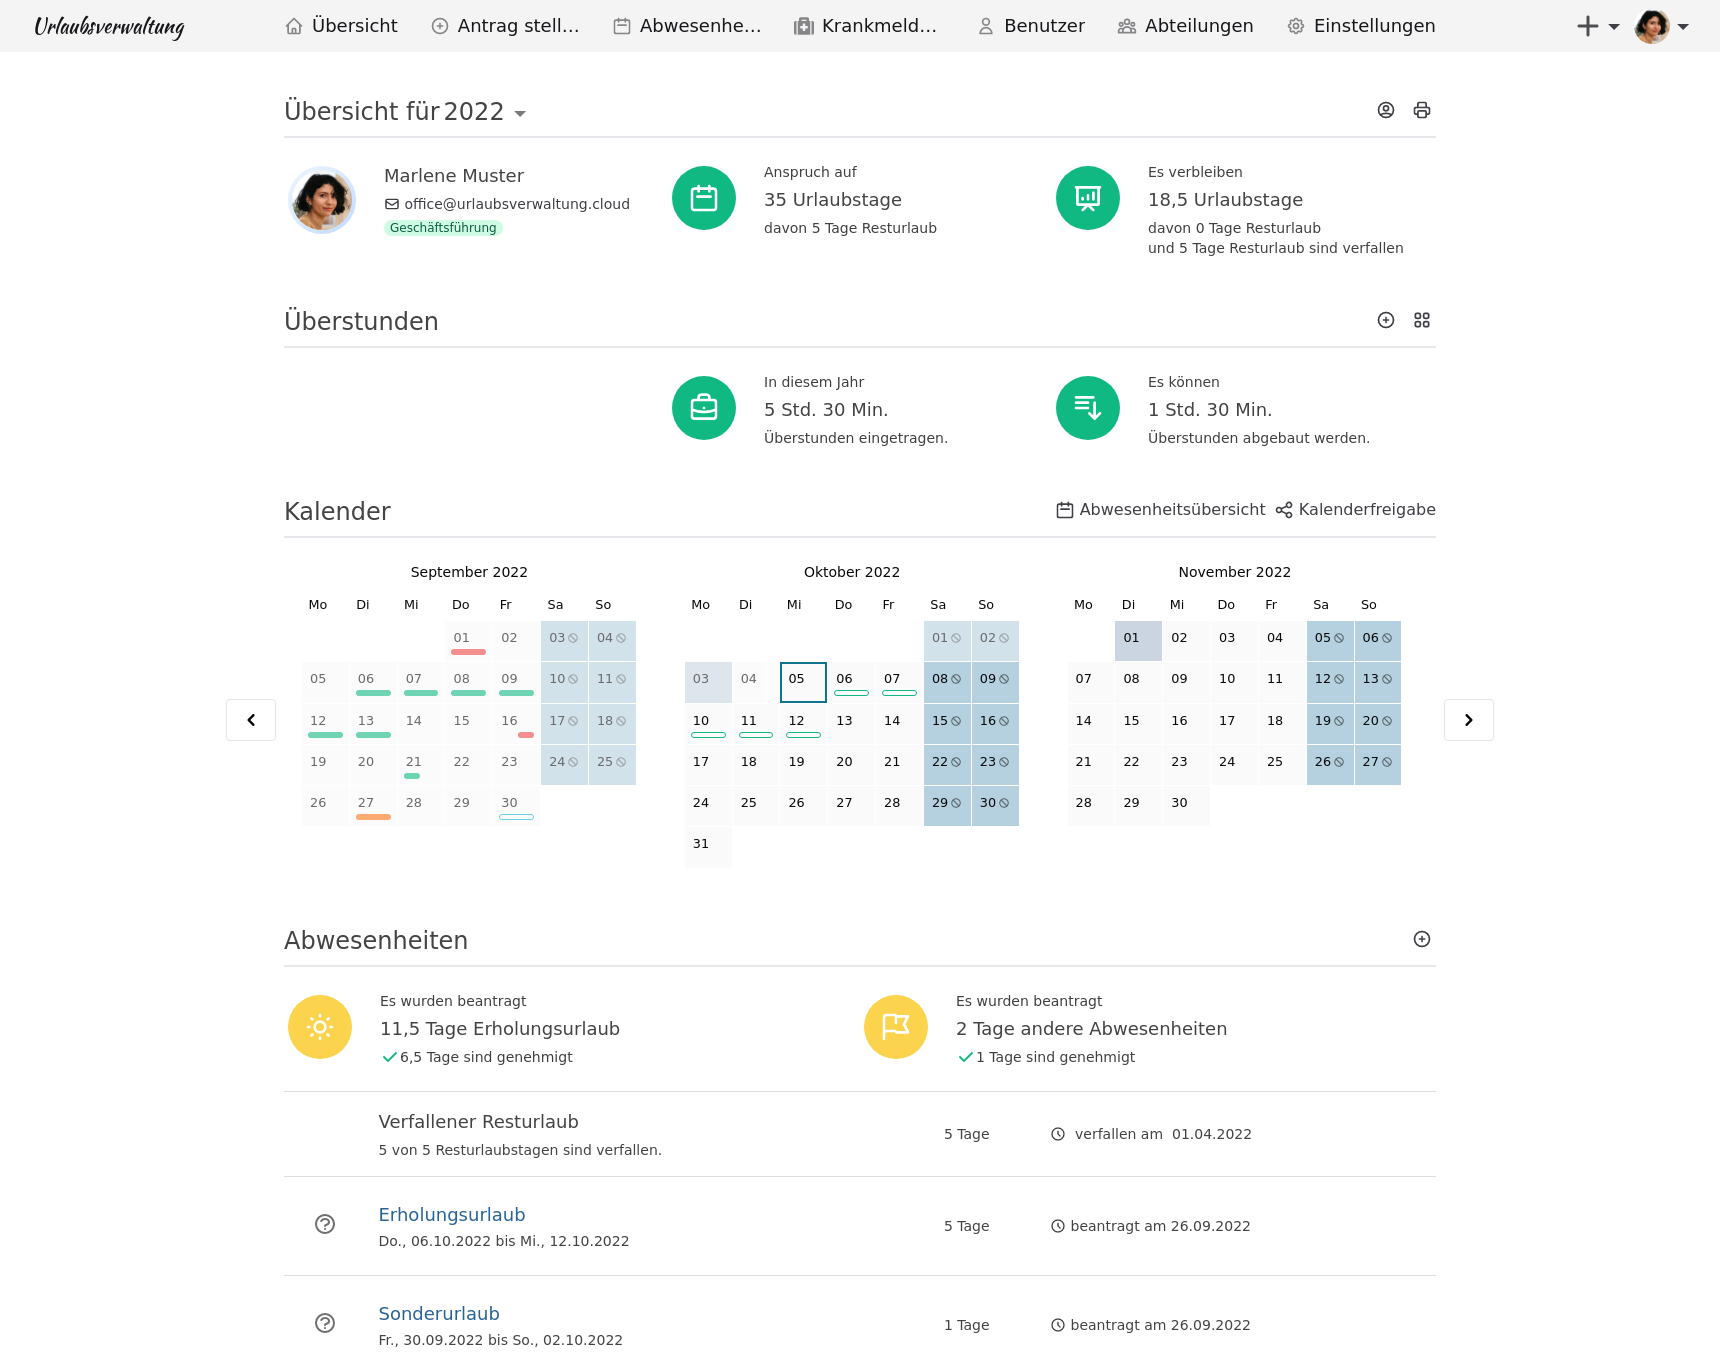 Urlaubsverwaltung
Übersicht
Antrag stell...
Abwesenhe...
Krankmeld...
Benutzer
Abteilungen
Einstellungen
Übersicht für 2022
Marlene Muster
office@urlaubsverwaltung.cloud
Geschäftsführung
Anspruch auf
35 Urlaubstage
davon 5 Tage Resturlaub
Es verbleiben
18,5 Urlaubstage
davon 0 Tage Resturlaub
und 5 Tage Resturlaub sind verfallen
Überstunden
In diesem Jahr
5 Std. 30 Min.
Überstunden eingetragen.
Es können
1 Std. 30 Min.
Überstunden abgebaut werden.
Kalender
Abwesenheitsübersicht
Kalenderfreigabe
September 2022
Mo Di Mi Do Fr Sa So
01 02 03 04
05 06 07 08 09 10 11
12 13 14 15 16 17 18
19 20 21 22 23 24 25
26 27 28 29 30
Oktober 2022
Mo Di Mi Do Fr Sa So
01 02
03 04 05 06 07 08 09
10 11 12 13 14 15 16
17 18 19 20 21 22 23
24 25 26 27 28 29 30
31
November 2022
Mo Di Mi Do Fr Sa So
01 02 03 04 05 06
07 08 09 10 11 12 13
14 15 16 17 18 19 20
21 22 23 24 25 26 27
28 29 30
Abwesenheiten
Es wurden beantragt
11,5 Tage Erholungsurlaub
6,5 Tage sind genehmigt
Es wurden beantragt
2 Tage andere Abwesenheiten
1 Tage sind genehmigt
Verfallener Resturlaub
5 von 5 Resturlaubstagen sind verfallen.
5 Tage
verfallen am 01.04.2022
Erholungsurlaub
Do., 06.10.2022 bis Mi., 12.10.2022
5 Tage
beantragt am 26.09.2022
Sonderurlaub
Fr., 30.09.2022 bis So., 02.10.2022
1 Tage
beantragt am 26.09.2022